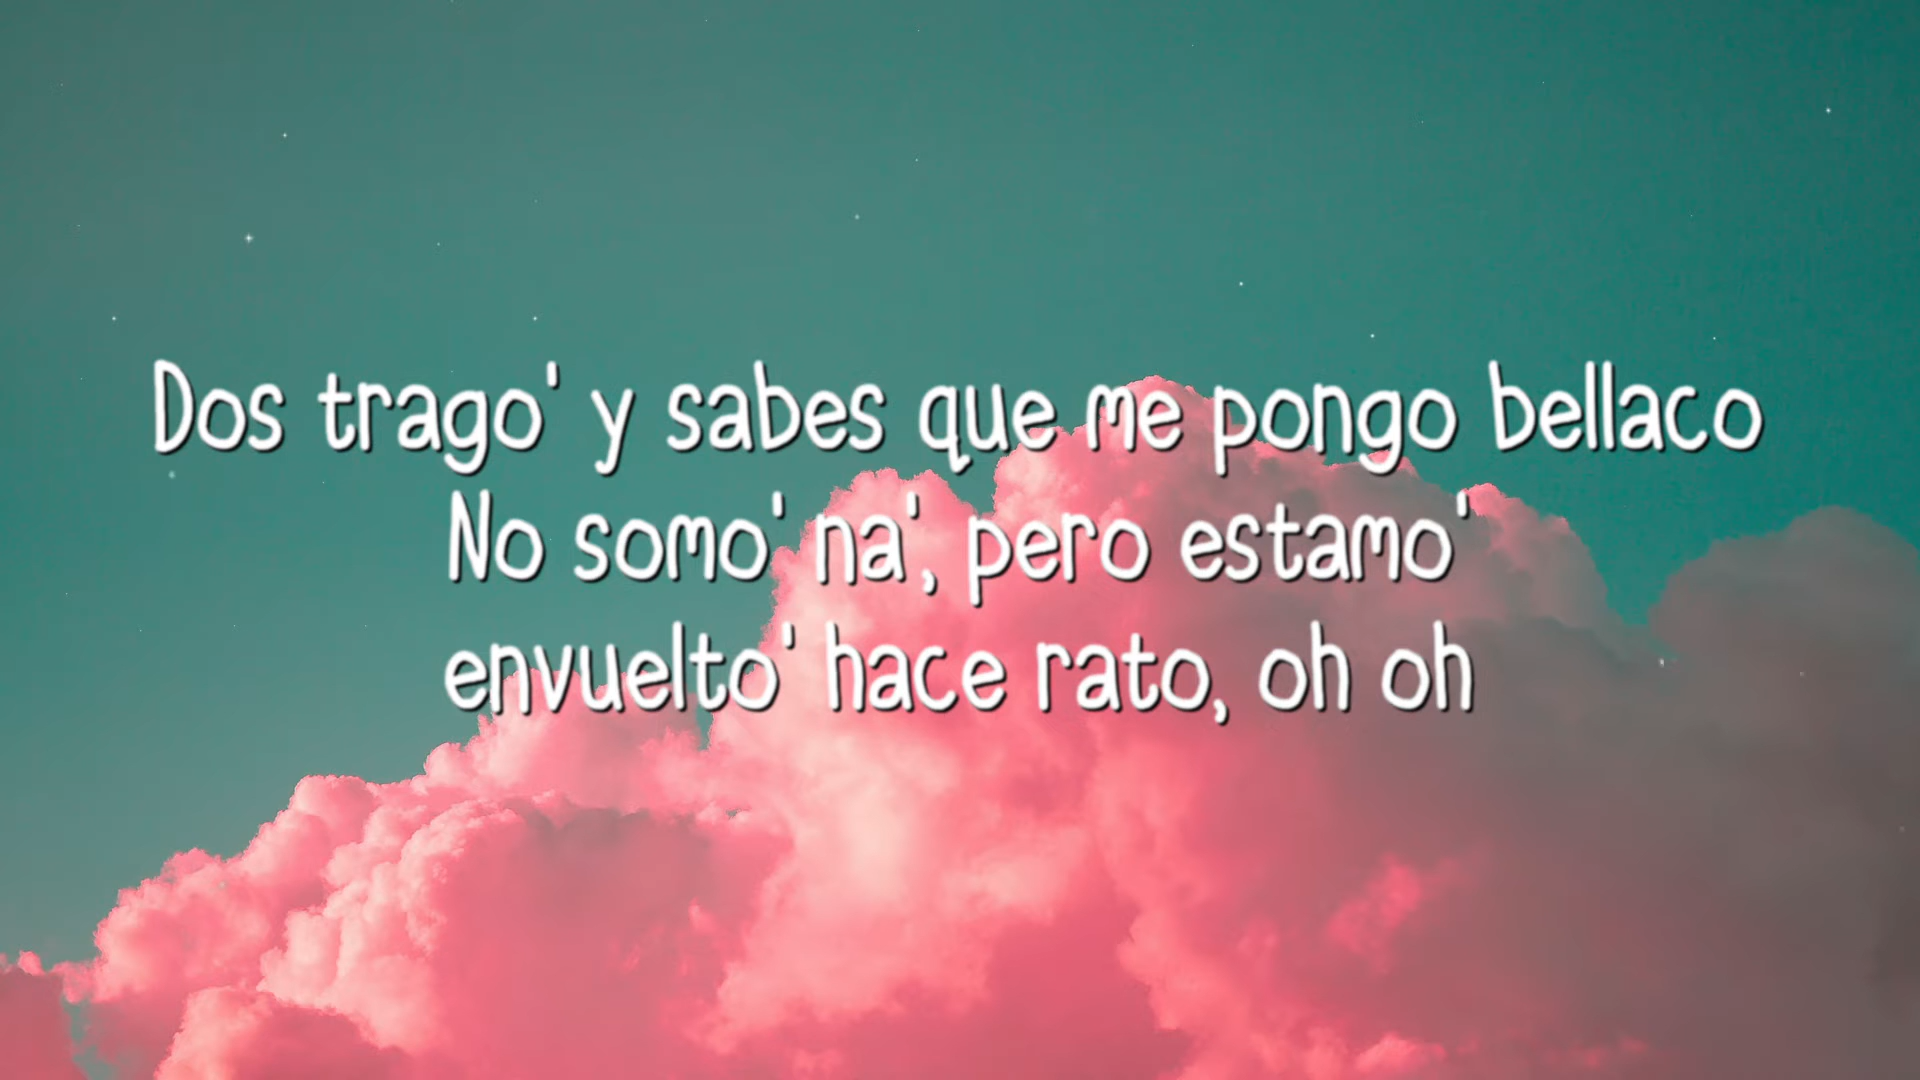 Dos trago' y sabes que me pongo bellaco
No somo' na', pero estamo'
envuelto' hace rato, oh oh